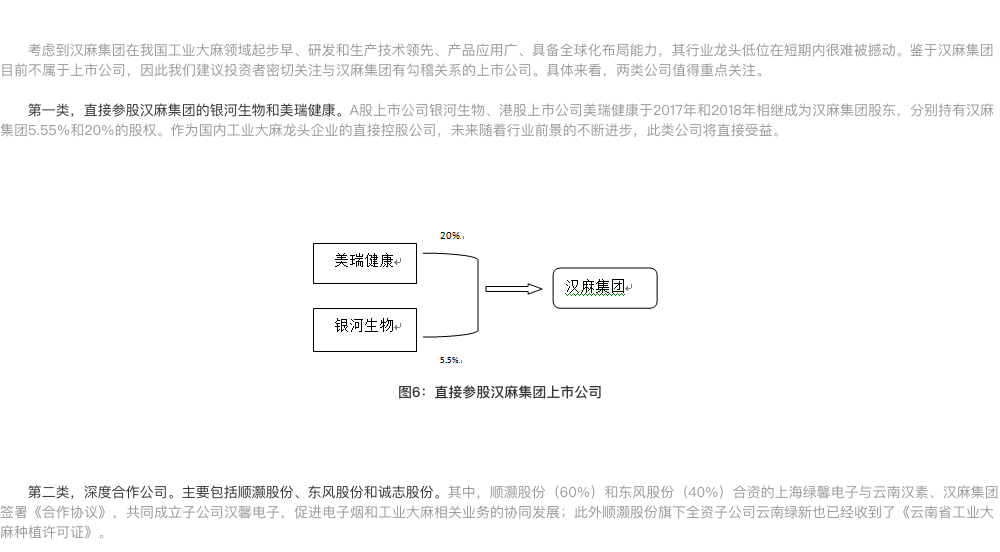 考虑到汉麻集团在我国工业大麻领域起步早、研发和生产技术领先、产品应用广、具备全球化布局能力，其行业龙头低位在短期内很难被撼动。鉴于汉麻集团
目前不属于上市公司，因此我们建议投资者密切关注与汉麻集团有勾稽关系的上市公司。具体来看，两类公司值得重点关注。
第一类，直接参股汉麻集团的银河生物和美瑞健康。A股上市公司银河生物、港股上市公司美瑞健康于2017年和2018年相继成为汉麻集团股东，分别持有汉麻
集团5.55%和20%的股权。作为国内工业大麻龙头企业的直接控股公司，未来随着行业前景的不断进步，此类公司将直接受益。
20%
美瑞健康
汉麻集团
银河生物
5.5%
图6：直接参股汉麻集团上市公司
第二类，深度合作公司。主要包括顺灏股份、东风股份和诚志股份。其中，顺灏股份（60%）和东风股份（40%）合资的上海绿馨电子与云南汉素、汉麻集团
签署《合作协议》，共同成立子公司汉馨电子，促进电子烟和工业大麻相关业务的协同发展；此外顺灏股份旗下全资子公司云南绿新也已经收到了《云南省工业大
麻种植许可证》。